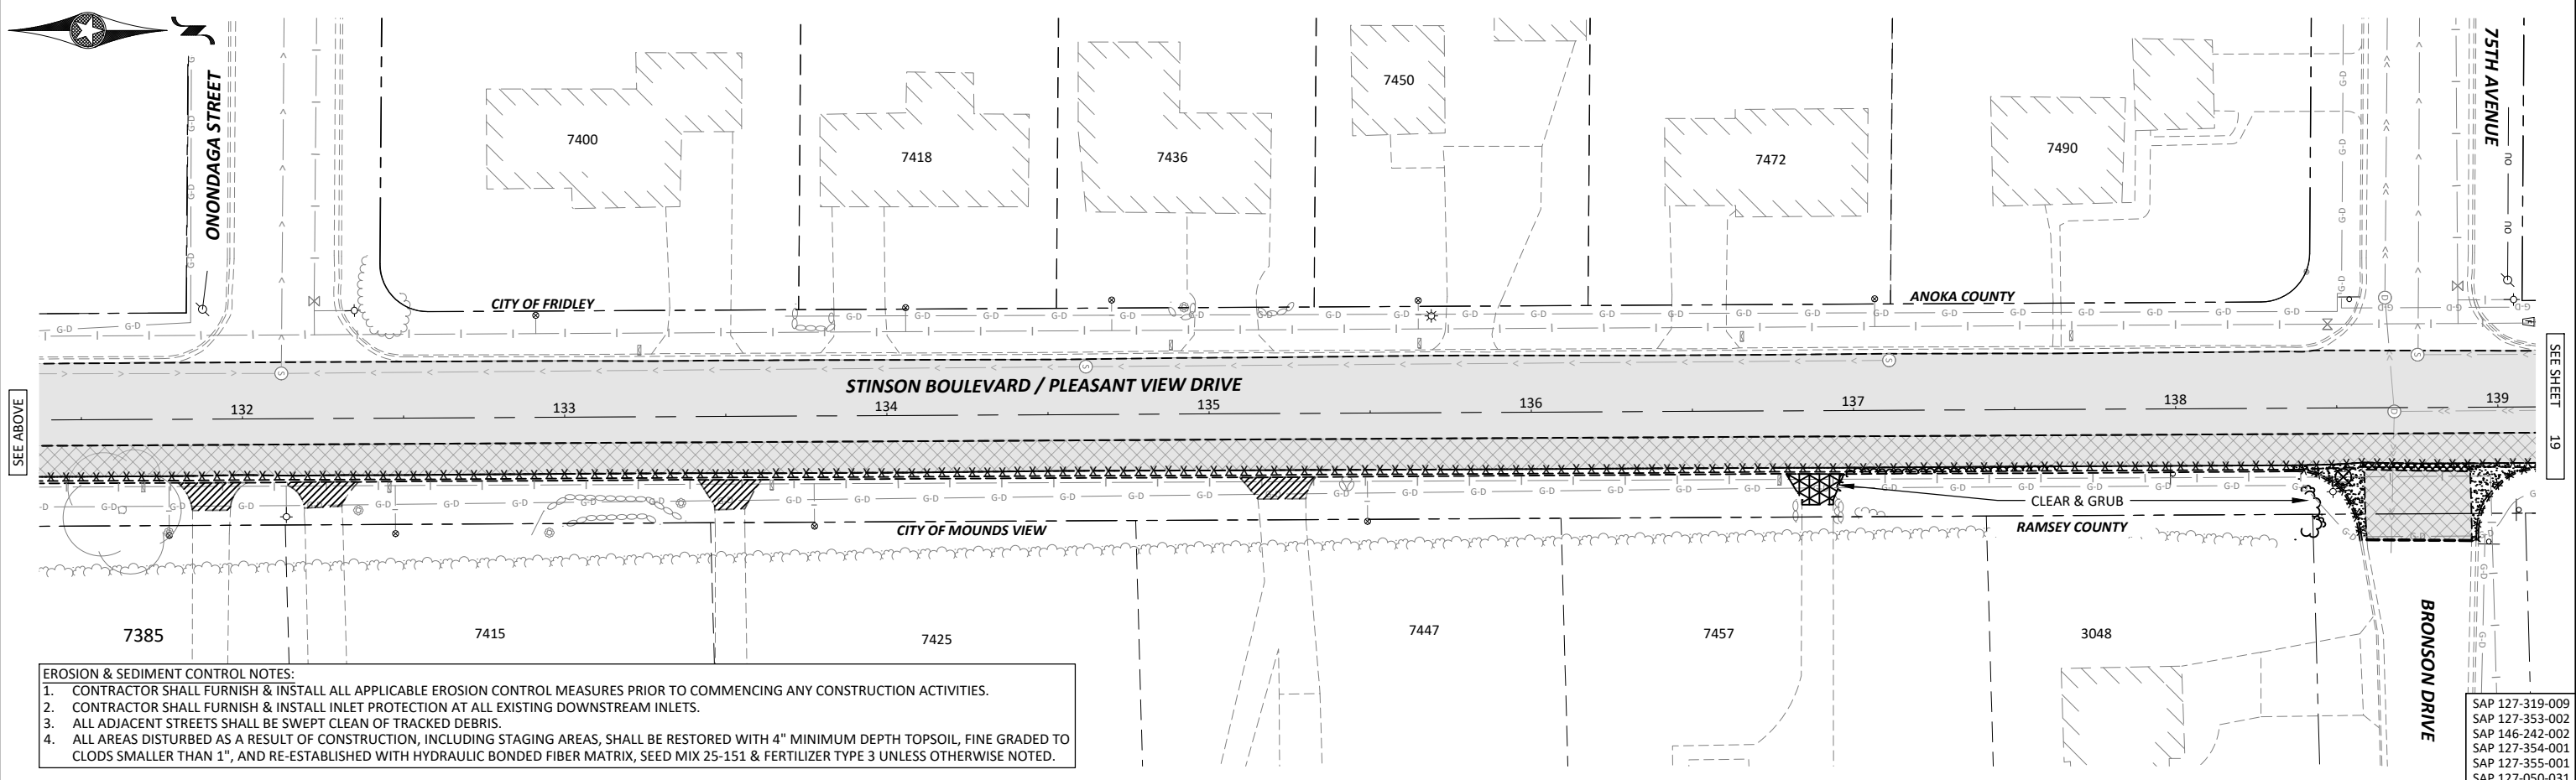 ONONDAGA STREET
75TH AVENUE
OU
OU
7400
7418
7436
7450
7472
7490
CITY OF FRIDLEY
ANOKA COUNTY
SEE ABOVE
STINSON BOULEVARD / PLEASANT VIEW DRIVE
132
133
134
135
136
137
138
139
SEE SHEET 19
CLEAR & GRUB
CITY OF MOUNDS VIEW
RAMSEY COUNTY
7385
7415
7425
7447
7457
3048
BRONSON DRIVE
EROSION & SEDIMENT CONTROL NOTES:
1. CONTRACTOR SHALL FURNISH & INSTALL ALL APPLICABLE EROSION CONTROL MEASURES PRIOR TO COMMENCING ANY CONSTRUCTION ACTIVITIES.
2. CONTRACTOR SHALL FURNISH & INSTALL INLET PROTECTION AT ALL EXISTING DOWNSTREAM INLETS.
3. ALL ADJACENT STREETS SHALL BE SWEPT CLEAN OF TRACKED DEBRIS.
4. ALL AREAS DISTURBED AS A RESULT OF CONSTRUCTION, INCLUDING STAGING AREAS, SHALL BE RESTORED WITH 4" MINIMUM DEPTH TOPSOIL, FINE GRADED TO
CLODS SMALLER THAN 1", AND RE-ESTABLISHED WITH HYDRAULIC BONDED FIBER MATRIX, SEED MIX 25-151 & FERTILIZER TYPE 3 UNLESS OTHERWISE NOTED.
SAP 127-319-009
SAP 127-353-002
SAP 146-242-002
SAP 127-354-001
SAP 127-355-001
SAP 127-050-031